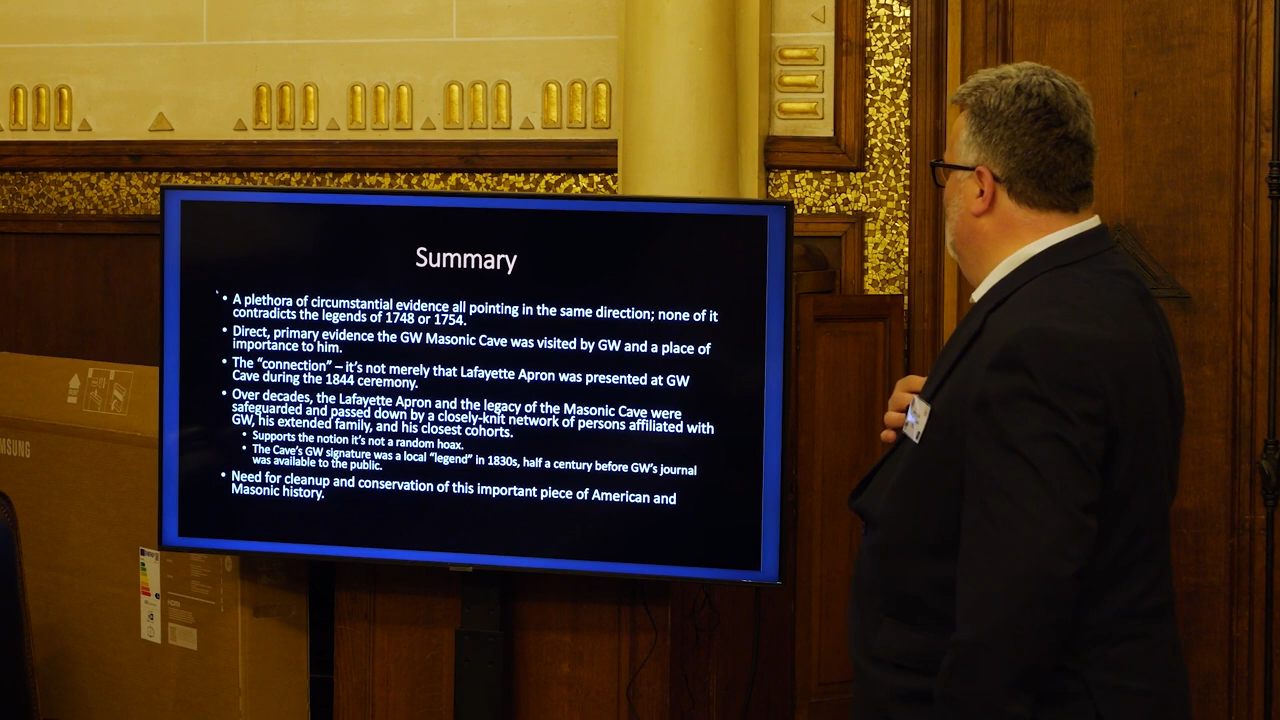 Summary
• A plethora of circumstantial evidence all pointing in the same direction; none of it
contradicts the legends of 1748 or 1754.
• Direct, primary evidence the GW Masonic Cave was visited by GW and a place of
importance to him.
• The “connection” – it’s not merely that Lafayette Apron was presented at GW
Cave during the 1844 ceremony.
• Over decades, the Lafayette Apron and the legacy of the Masonic Cave were
safeguarded and passed down by a closely-knit network of persons affiliated with
GW, his extended family, and his closest cohorts.
• Supports the notion it’s not a random hoax.
• The Cave’s GW signature was a local “legend” in 1830s, half a century before GW’s journal
was available to the public.
• Need for cleanup and conservation of this important piece of American and
Masonic history.
MSUNG